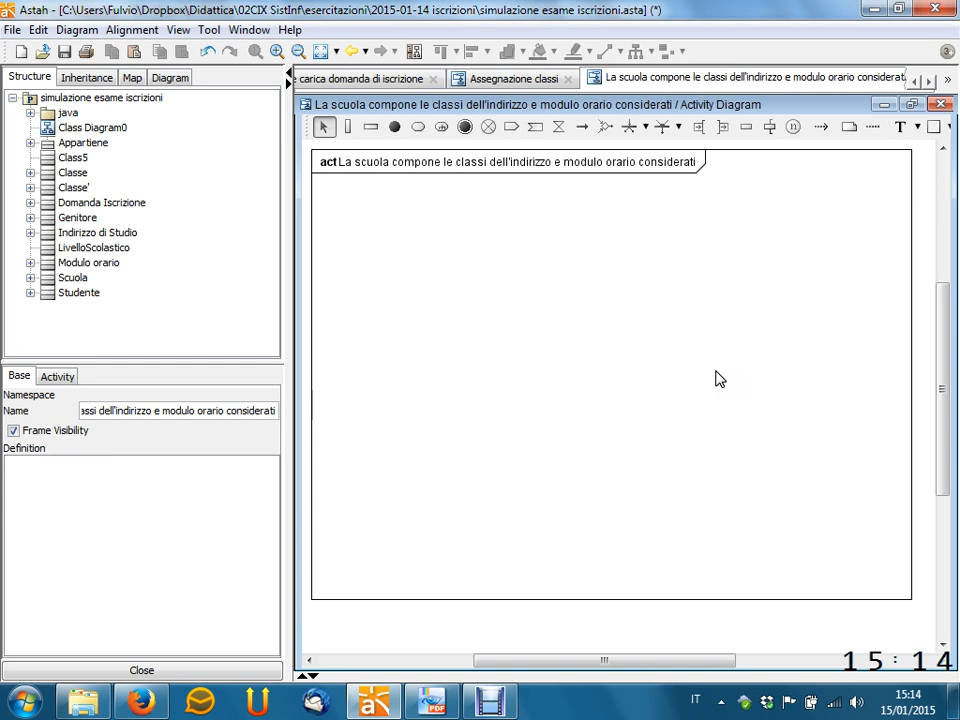 Astah - [C:\Users\Fulvio\Dropbox\Didattica\02CIX SistInf\esercitazioni\2015-01-14 iscrizioni\simulazione esame iscrizioni.asta] (*)
File Edit Diagram Alignment View Tool Window Help
Structure Inheritance Map Diagram
e carica domanda di iscrizione Assegnazione classi La scuola compone le classi dell'indirizzo e modulo orario considerat
simulazione esame iscrizioni
java
Class Diagram0
Appartiene
Class5
Classe
Classe'
Domanda Iscrizione
Genitore
Indirizzo di Studio
LivelloScolastico
Modulo orario
Scuola
Studente
La scuola compone le classi dell'indirizzo e modulo orario considerati / Activity Diagram
act La scuola compone le classi dell'indirizzo e modulo orario considerati
Base Activity
Namespace
Name assi dell'indirizzo e modulo orario considerati
Frame Visibility
Definition
Close
15:14
IT
15:14
15/01/2015